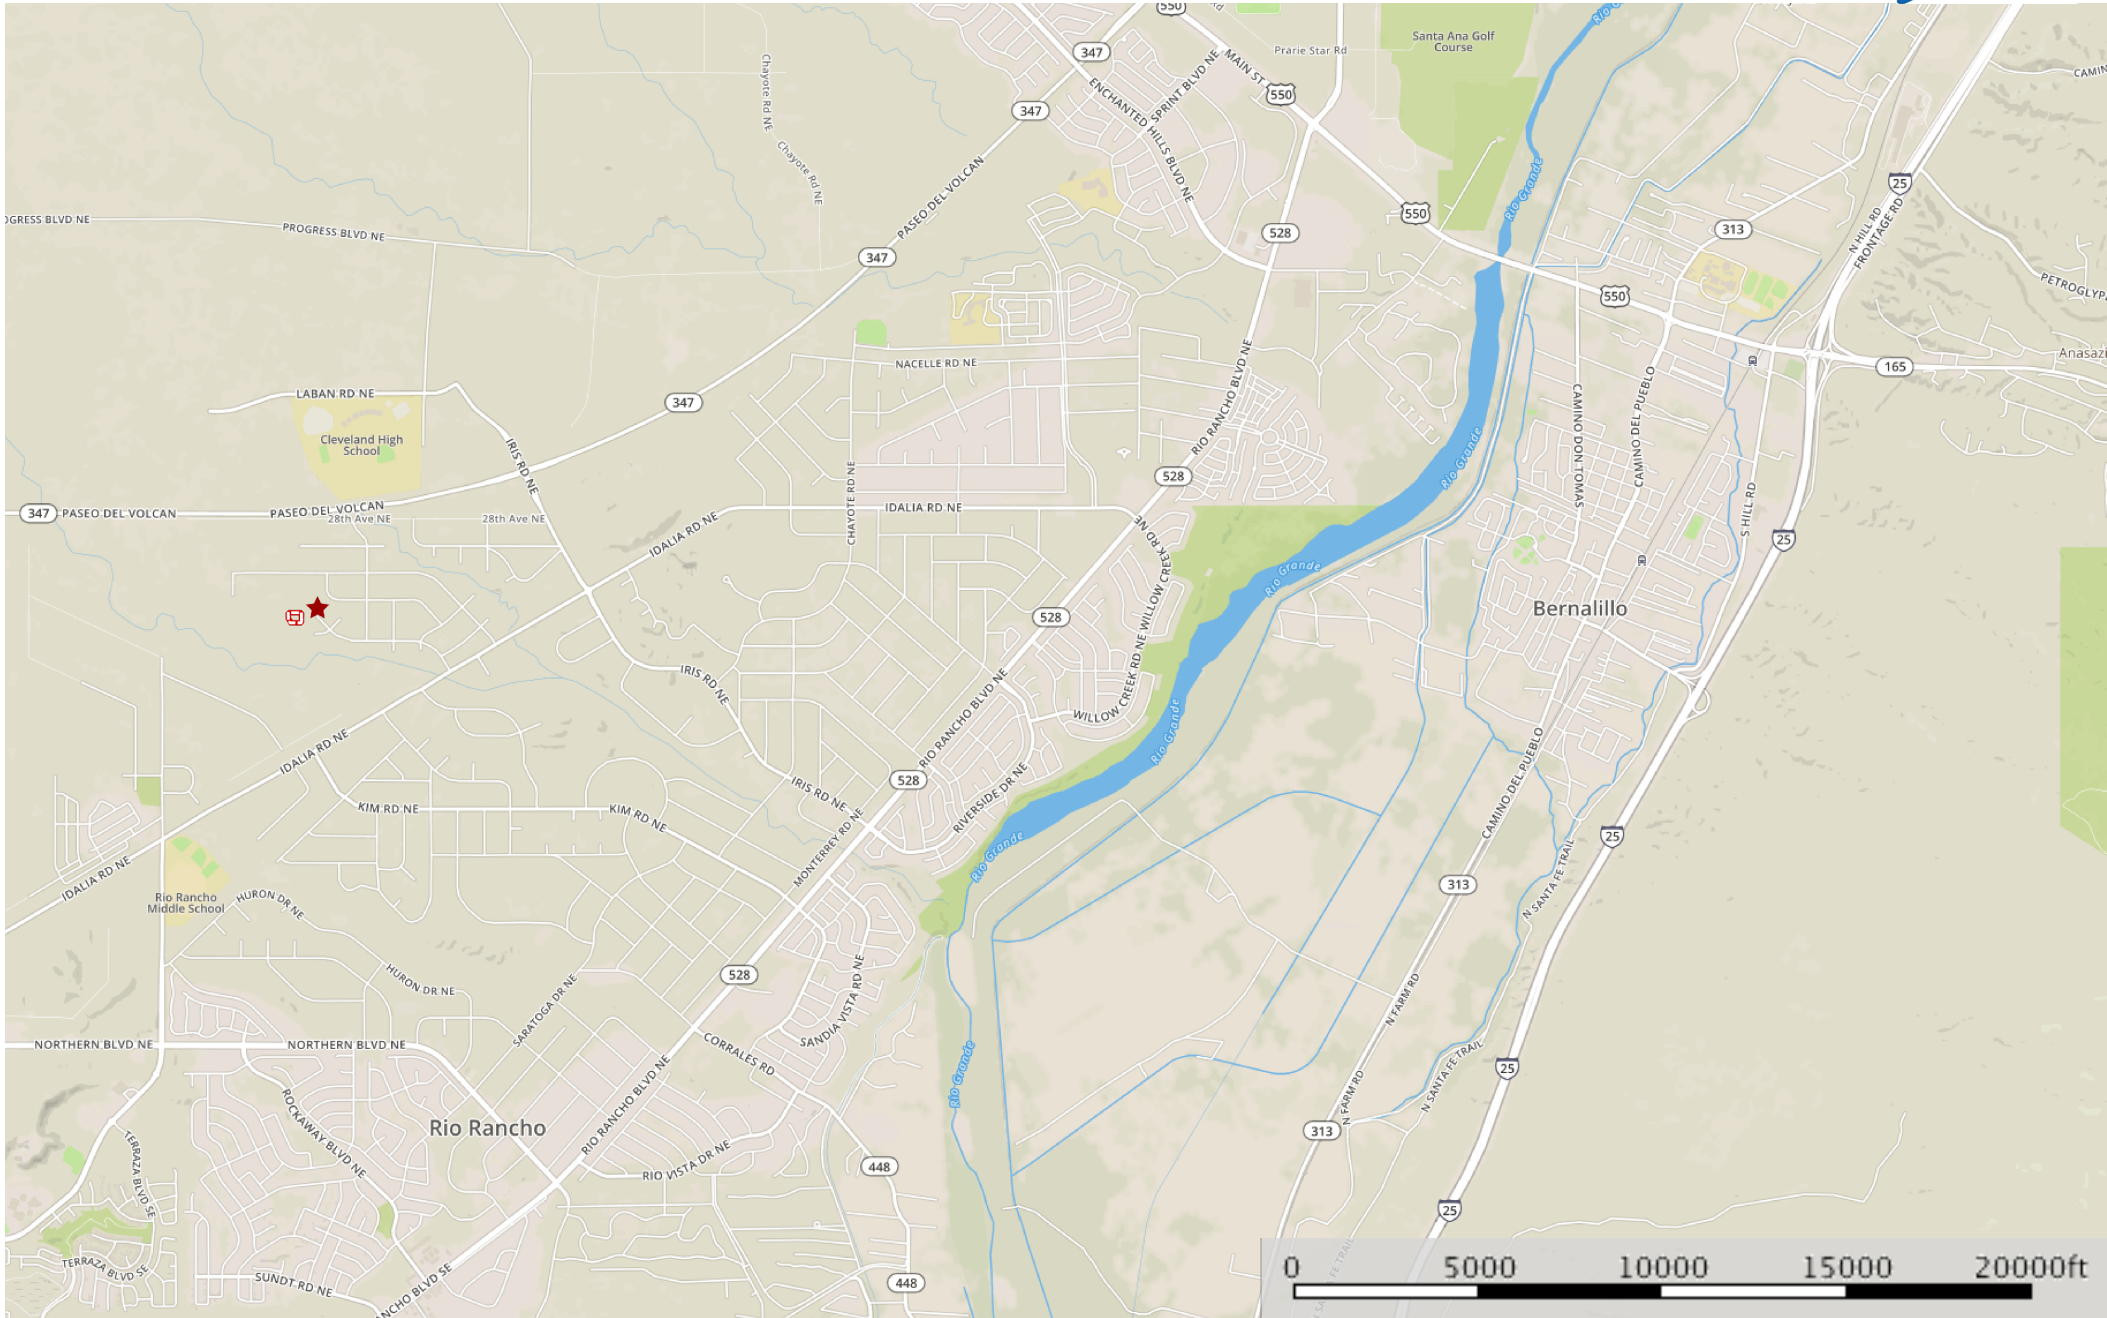 550
Rio G
347
Santa Ana Golf
Course
Prarie Star Rd
MAIN ST
SPRINT BLVD NE
ENCHANTED HILLS BLVD NE
Chayote Rd NE
CAMIN
550
347
Chayote Rd NE
PASEO DEL VOLCAN
Rio Grande
25
550
313
N HILL RD
FRONTAGE RD
OGRESS BLVD NE
PROGRESS BLVD NE
528
347
PETROGLYP
550
Anasazi
165
NACELLE RD NE
RIO RANCHO BLVD NE
CAMINO DON TOMAS
CAMINO DEL PUEBLO
LABAN RD NE
347
Cleveland High
School
IRIS RD NE
528
Rio Grande
CHAYOTE RD NE
S HILL RD
347
PASEO DEL VOLCAN
PASEO DEL VOLCAN
28th Ave NE
28th Ave NE
IDALIA RD NE
IDALIA RD NE
WILLOW CREEK RD NE
25
Rio Grande
Bernalillo
528
WILLOW CREEK RD NE
IRIS RD NE
WILLOW CREEK RD NE
RIO RANCHO BLVD NE
Rio Grande
IDALIA RD NE
528
IRIS RD NE
CAMINO DEL PUEBLO
KIM RD NE
KIM RD NE
RIVERSIDE DR NE
MONTERREY RD NE
Rio Grande
25
IDALIA RD NE
Rio Rancho
Middle School
HURON DR NE
313
N SANTA FE TRAIL
HURON DR NE
528
SARATOGA DR NE
SANDIA VISTA RD NE
N FARM RD
NORTHERN BLVD NE
NORTHERN BLVD NE
CORRALES RD
Rio Grande
N SANTA FE TRAIL
25
ROCKAWAY BLVD NE
Rio Rancho
RIO RANCHO BLVD NE
N FARM RD
313
TERRAZA BLVD SE
RIO VISTA DR NE
448
25
TERRAZA BLVD SE
SUNDT RD NE
NCHO BLVD SE
448
FE TRAIL
0 5000 10000 15000 20000ft